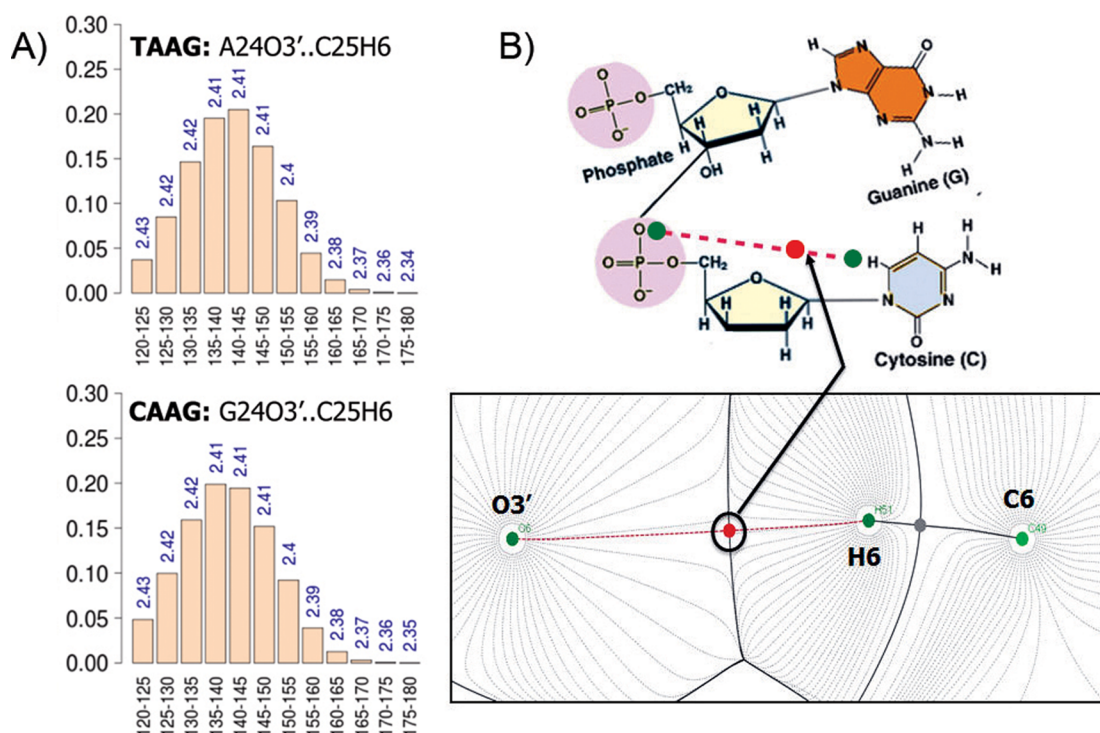 A)
TAAG: A24O3′..C25H6
0.30
0.25
0.20
0.15
0.10
0.05
0.00
2.43
2.42
2.42
2.41
2.41
2.41
2.4
2.39
2.38
2.37
2.36
2.34
120-125
125-130
130-135
135-140
140-145
145-150
150-155
155-160
160-165
165-170
170-175
175-180
CAAG: G24O3′..C25H6
0.30
0.25
0.20
0.15
0.10
0.05
0.00
2.43
2.42
2.42
2.41
2.41
2.41
2.4
2.39
2.38
2.37
2.36
2.35
120-125
125-130
130-135
135-140
140-145
145-150
150-155
155-160
160-165
165-170
170-175
175-180
B)
O
O=P-O
O⁻
CH₂
O
H
H
H
H
H
OH
Phosphate
H
N
N
N
N
O
N-H
N-H
H
Guanine (G)
O
O=P-O
O⁻
CH₂
O
H
H
H
H
H
H
H
H
N-H
N
N
O
Cytosine (C)
O3′
O6
H51
H6
C6
C49